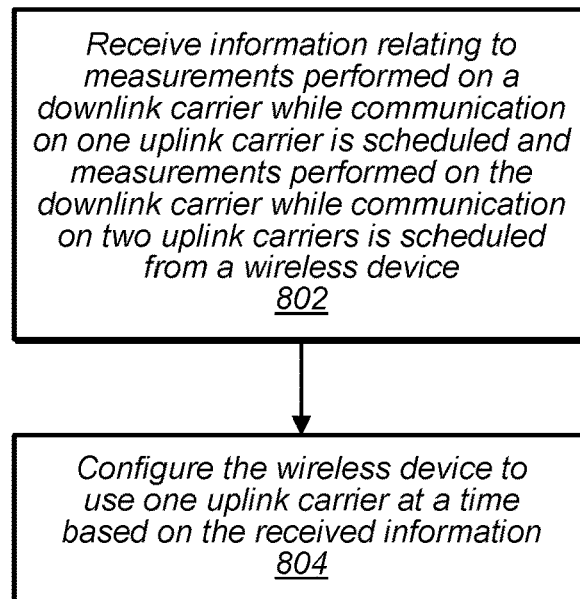 Receive information relating to
measurements performed on a
downlink carrier while communication
on one uplink carrier is scheduled and
measurements performed on the
downlink carrier while communication
on two uplink carriers is scheduled
from a wireless device
802
Configure the wireless device to
use one uplink carrier at a time
based on the received information
804